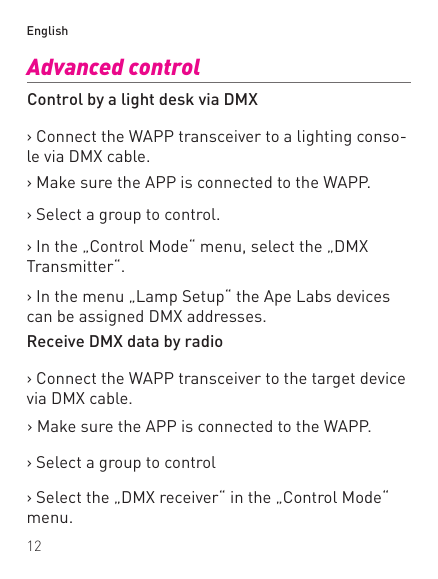 English
Advanced control
Control by a light desk via DMX
› Connect the WAPP transceiver to a lighting conso-
le via DMX cable.
› Make sure the APP is connected to the WAPP.
› Select a group to control.
› In the „Control Mode“ menu, select the „DMX
Transmitter“.
› In the menu „Lamp Setup“ the Ape Labs devices
can be assigned DMX addresses.
Receive DMX data by radio
› Connect the WAPP transceiver to the target device
via DMX cable.
› Make sure the APP is connected to the WAPP.
› Select a group to control
› Select the „DMX receiver“ in the „Control Mode“
menu.
12